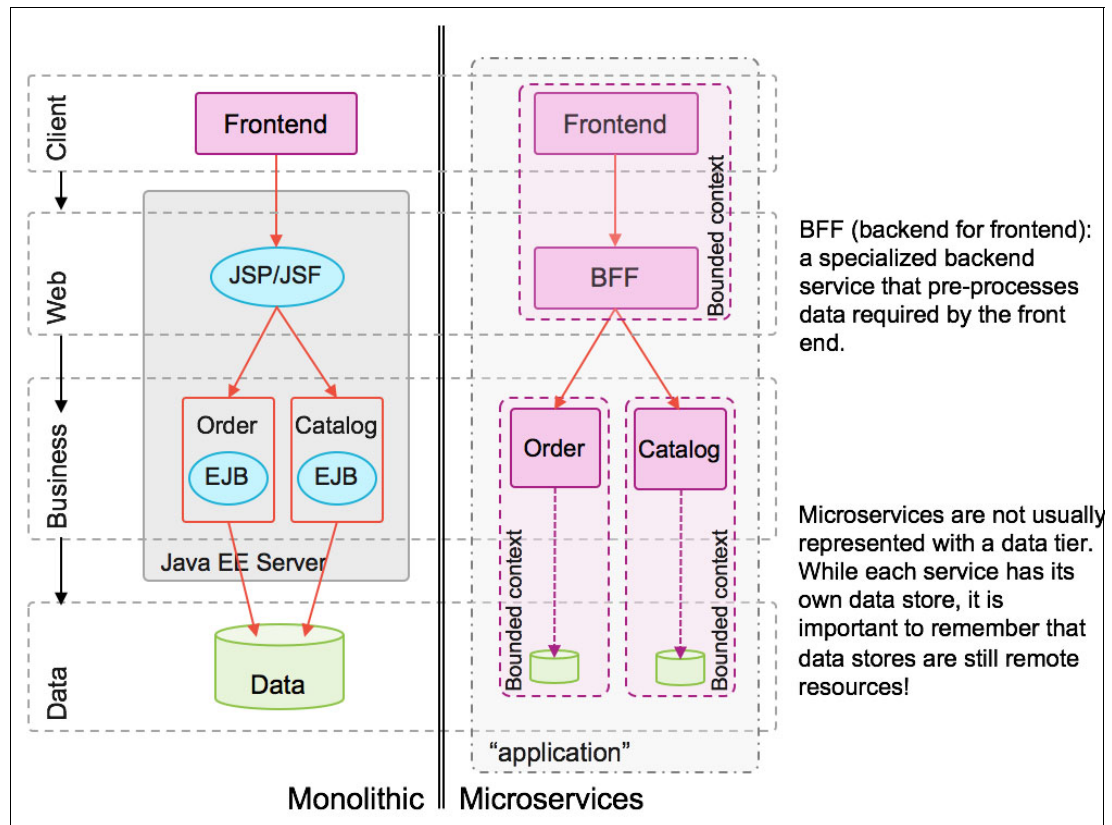 Client
Web
Business
Data
Frontend
JSP/JSF
Order
EJB
Catalog
EJB
Java EE Server
Data
Monolithic
Frontend
BFF
Bounded context
Order
Bounded context
Catalog
Bounded context
“application”
Microservices
BFF (backend for frontend):
a specialized backend
service that pre-processes
data required by the front
end.
Microservices are not usually
represented with a data tier.
While each service has its
own data store, it is
important to remember that
data stores are still remote
resources!